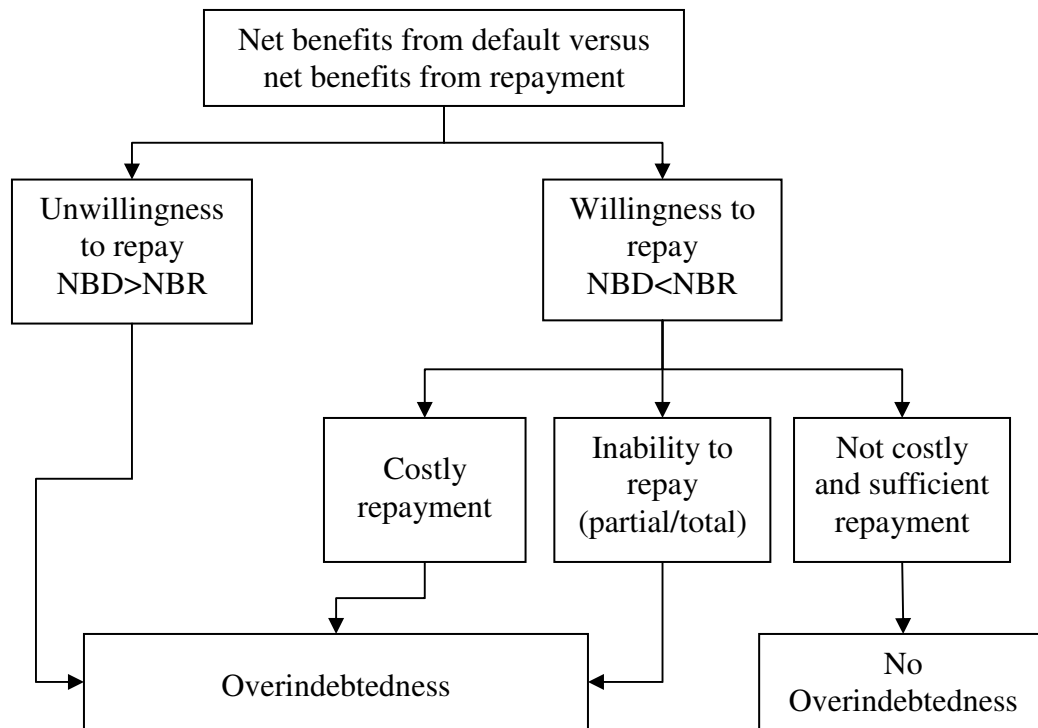 Net benefits from default versus
net benefits from repayment
Unwillingness
to repay
NBD>NBR
Willingness to
repay
NBD<NBR
Costly
repayment
Inability to
repay
(partial/total)
Not costly
and sufficient
repayment
Overindebtedness
No
Overindebtedness